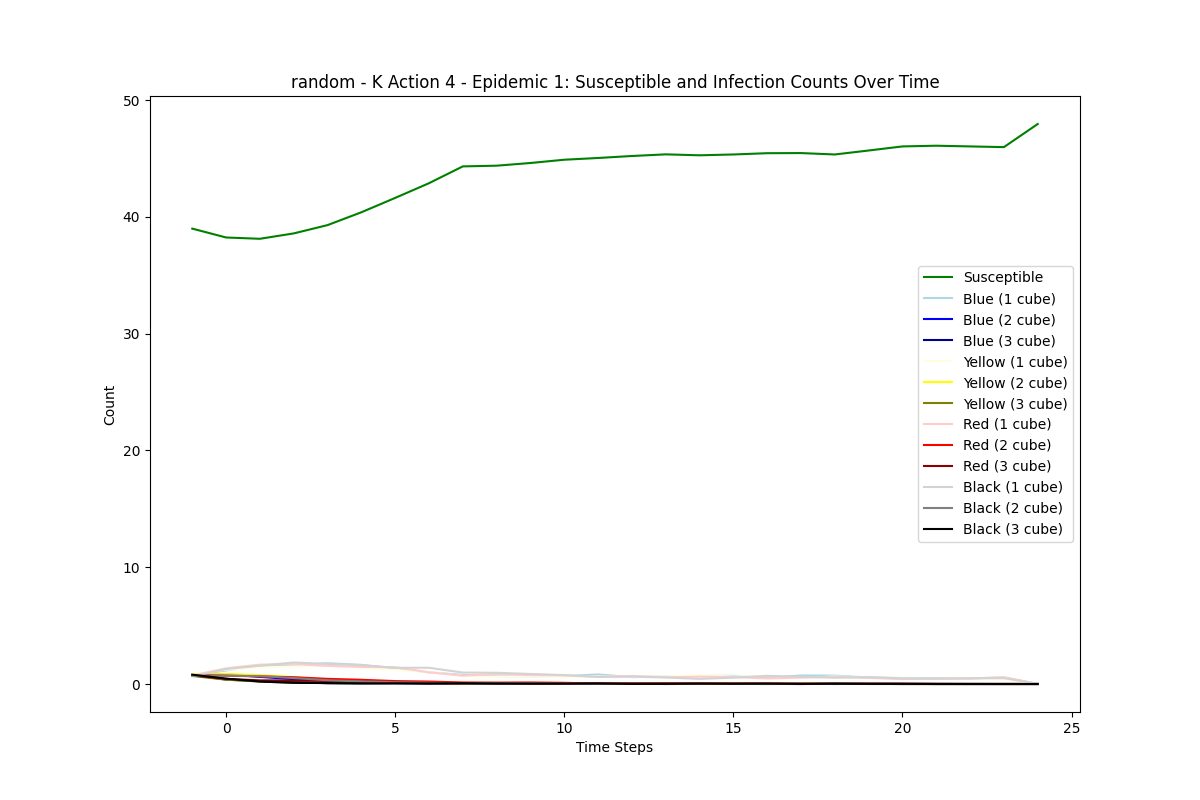 random - K Action 4 - Epidemic 1: Susceptible and Infection Counts Over Time
50
40
30
20
10
0
Count
Susceptible
Blue (1 cube)
Blue (2 cube)
Blue (3 cube)
Yellow (1 cube)
Yellow (2 cube)
Yellow (3 cube)
Red (1 cube)
Red (2 cube)
Red (3 cube)
Black (1 cube)
Black (2 cube)
Black (3 cube)
0 5 10 15 20 25
Time Steps